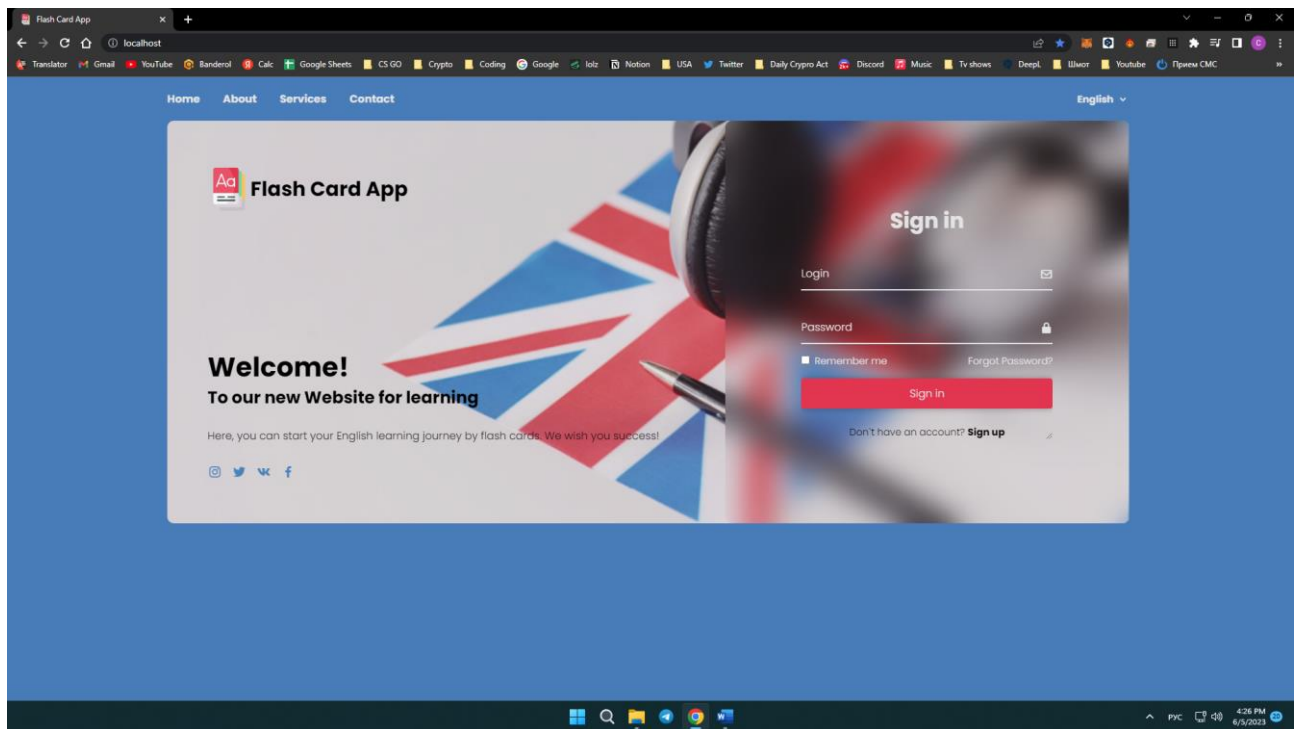 Flash Card App
localhost
Translator Gmail YouTube Banderol Calc Google Sheets CS GO Crypto Coding Google lolz Notion USA Twitter Daily Crypro Act Discord Music Tv shows DeepL Шмот Youtube Прием СМС »
Home About Services Contact English
Aa Flash Card App
Sign in
Login
Password
Remember me Forgot Password?
Sign in
Don't have an account? Sign up
Welcome!
To our new Website for learning
Here, you can start your English learning journey by flash cards. We wish you success!
РУС 4:26 PM
6/5/2023